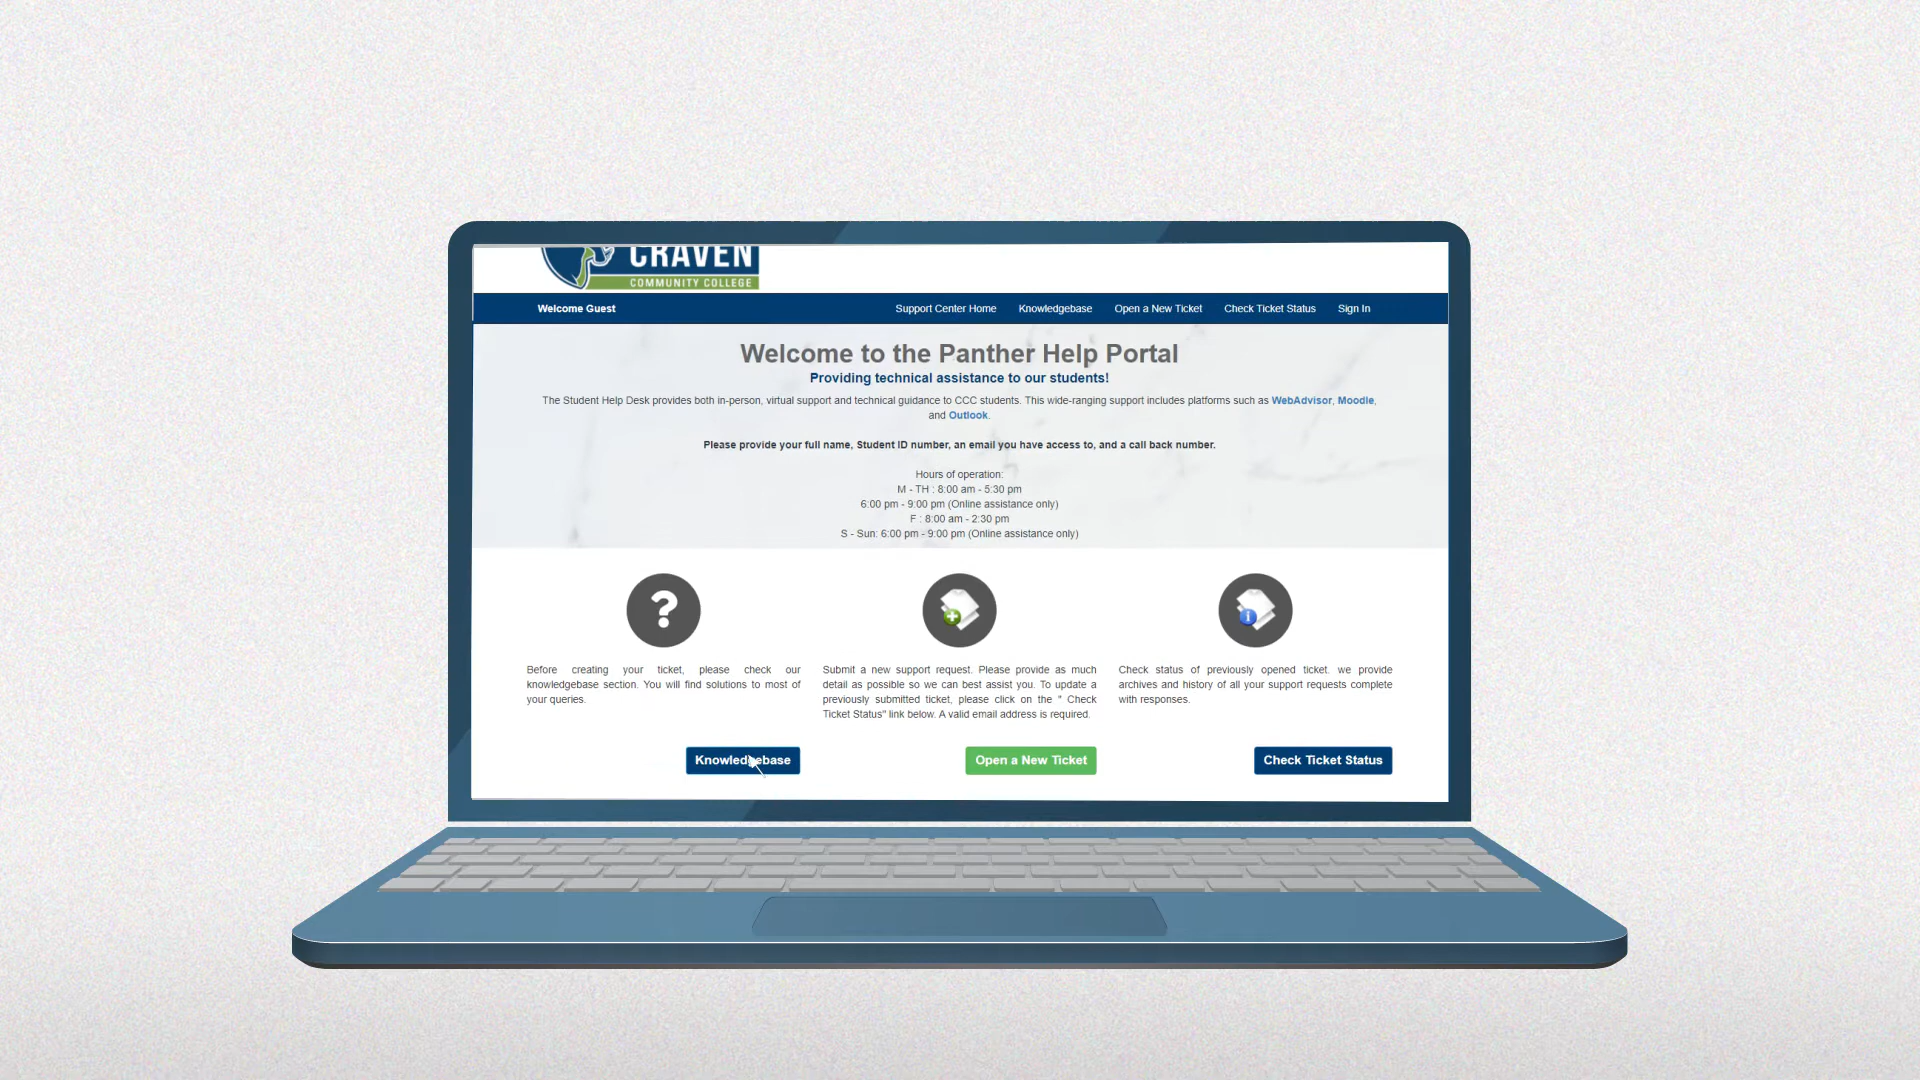 CRAVEN
COMMUNITY COLLEGE
Welcome Guest
Support Center Home Knowledgebase Open a New Ticket Check Ticket Status Sign In
Welcome to the Panther Help Portal
Providing technical assistance to our students!
The Student Help Desk provides both in-person, virtual support and technical guidance to CCC students. This wide-ranging support includes platforms such as WebAdvisor, Moodle,
and Outlook.
Please provide your full name, Student ID number, an email you have access to, and a call back number.
Hours of operation:
M - TH : 8:00 am - 5:30 pm
6:00 pm - 9:00 pm (Online assistance only)
F : 8:00 am - 2:30 pm
S - Sun: 6:00 pm - 9:00 pm (Online assistance only)
Before creating your ticket, please check our
knowledgebase section. You will find solutions to most of
your queries.
Knowledgebase
Submit a new support request. Please provide as much
detail as possible so we can best assist you. To update a
previously submitted ticket, please click on the " Check
Ticket Status" link below. A valid email address is required.
Open a New Ticket
Check status of previously opened ticket. we provide
archives and history of all your support requests complete
with responses.
Check Ticket Status